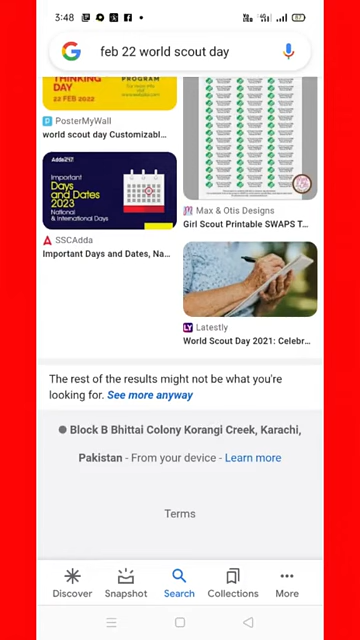 3:48
87
feb 22 world scout day
THINKING
DAY
22 FEB 2022
PROGRAM
PosterMyWall
world scout day Customizabl...
Adda247
Important
Days
and Dates
2023
National
& International Days
SSCAdda
Important Days and Dates, Na...
Max & Otis Designs
Girl Scout Printable SWAPS T...
LY Latestly
World Scout Day 2021: Celebr...
The rest of the results might not be what you're
looking for. See more anyway
Block B Bhittai Colony Korangi Creek, Karachi,
Pakistan - From your device - Learn more
Terms
Discover Snapshot Search Collections More